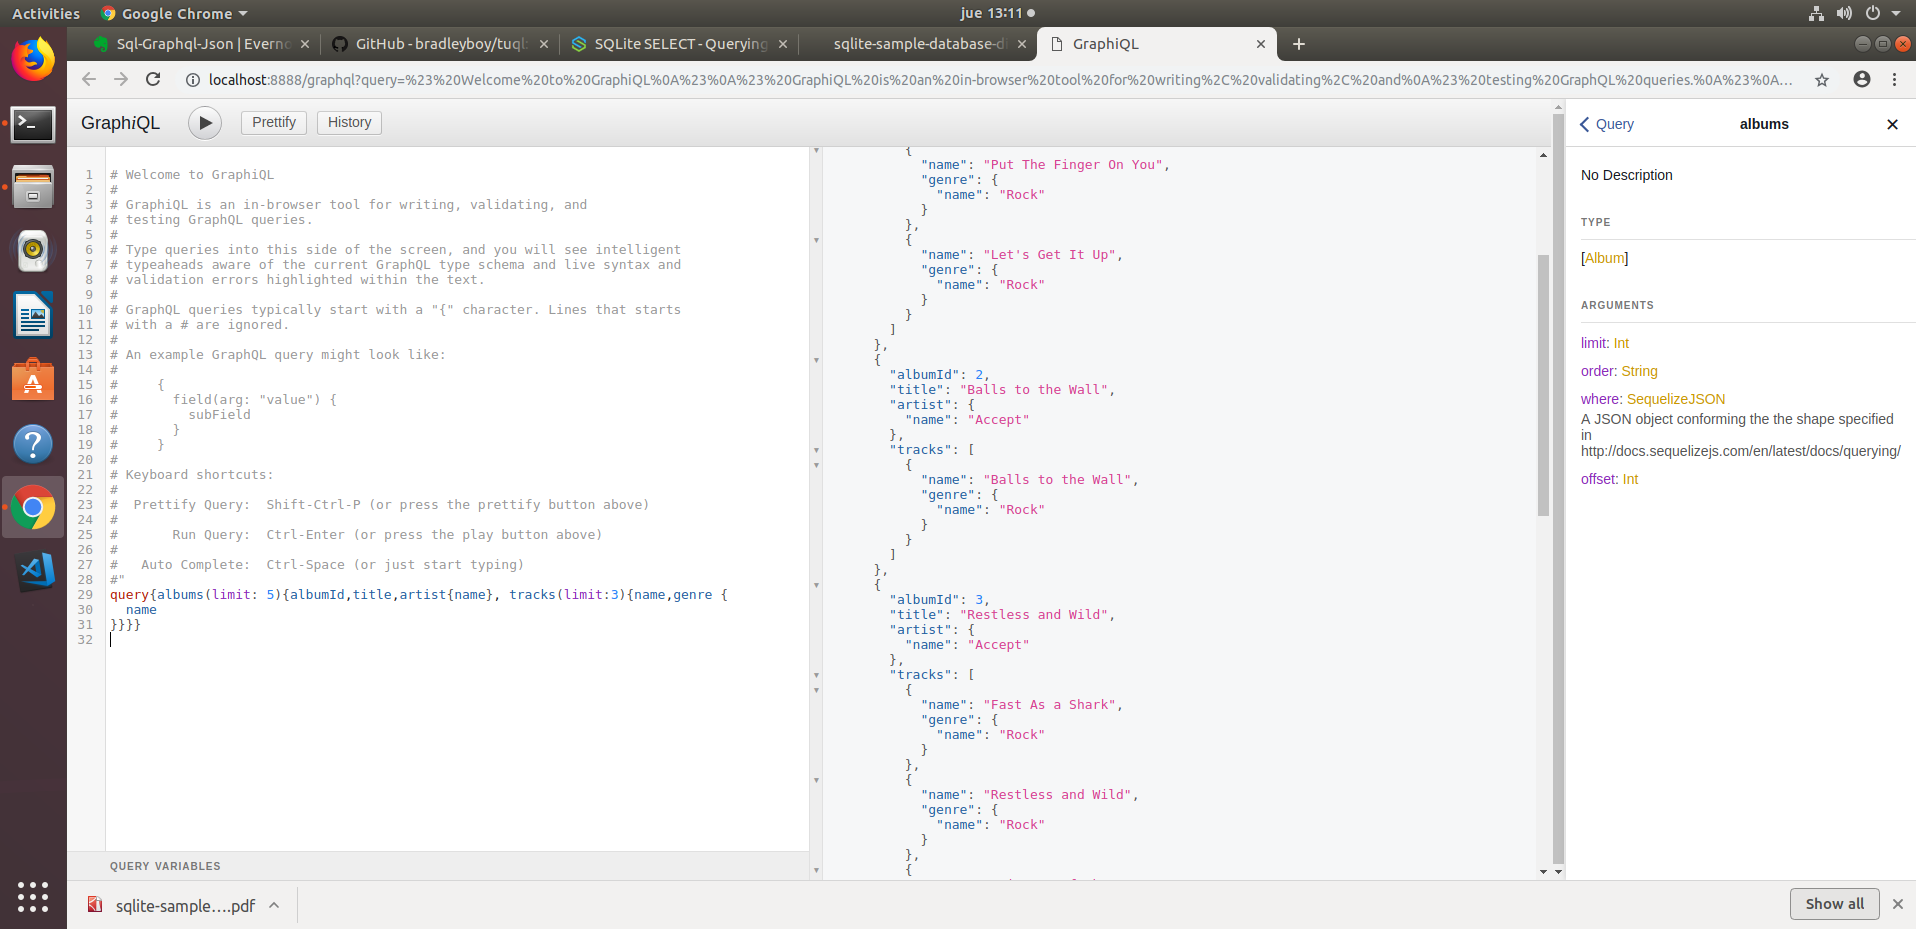 Activities
Google Chrome
jue 13:11
Sql-Graphql-Json | Everno
GitHub - bradleyboy/tuql:
SQLite SELECT - Querying
sqlite-sample-database-di
GraphiQL
localhost:8888/graphql?query=%23%20Welcome%20to%20GraphiQL%0A%23%0A%23%20GraphiQL%20is%20an%20in-browser%20tool%20for%20writing%2C%20validating%2C%20and%0A%23%20testing%20GraphQL%20queries.%0A%23%0A...
GraphiQL
Prettify
History
1 # Welcome to GraphiQL
2 #
3 # GraphiQL is an in-browser tool for writing, validating, and
4 # testing GraphQL queries.
5 #
6 # Type queries into this side of the screen, and you will see intelligent
7 # typeaheads aware of the current GraphQL type schema and live syntax and
8 # validation errors highlighted within the text.
9 #
10 # GraphQL queries typically start with a "{" character. Lines that starts
11 # with a # are ignored.
12 #
13 # An example GraphQL query might look like:
14 #
15 #     {
16 #       field(arg: "value") {
17 #         subField
18 #       }
19 #     }
20 #
21 # Keyboard shortcuts:
22 #
23 #  Prettify Query:  Shift-Ctrl-P (or press the prettify button above)
24 #
25 #       Run Query:  Ctrl-Enter (or press the play button above)
26 #
27 #   Auto Complete:  Ctrl-Space (or just start typing)
28 #"
29 query{albums(limit: 5){albumId,title,artist{name}, tracks(limit:3){name,genre {
30   name
31 }}}}
32
QUERY VARIABLES
{
"name": "Put The Finger On You",
"genre": {
"name": "Rock"
}
},
{
"name": "Let's Get It Up",
"genre": {
"name": "Rock"
}
}
]
},
{
"albumId": 2,
"title": "Balls to the Wall",
"artist": {
"name": "Accept"
},
"tracks": [
{
"name": "Balls to the Wall",
"genre": {
"name": "Rock"
}
}
]
},
{
"albumId": 3,
"title": "Restless and Wild",
"artist": {
"name": "Accept"
},
"tracks": [
{
"name": "Fast As a Shark",
"genre": {
"name": "Rock"
}
},
{
"name": "Restless and Wild",
"genre": {
"name": "Rock"
}
},
{
Query
albums
No Description
TYPE
[Album]
ARGUMENTS
limit: Int
order: String
where: SequelizeJSON
A JSON object conforming the the shape specified
in
http://docs.sequelizejs.com/en/latest/docs/querying/
offset: Int
sqlite-sample....pdf
Show all